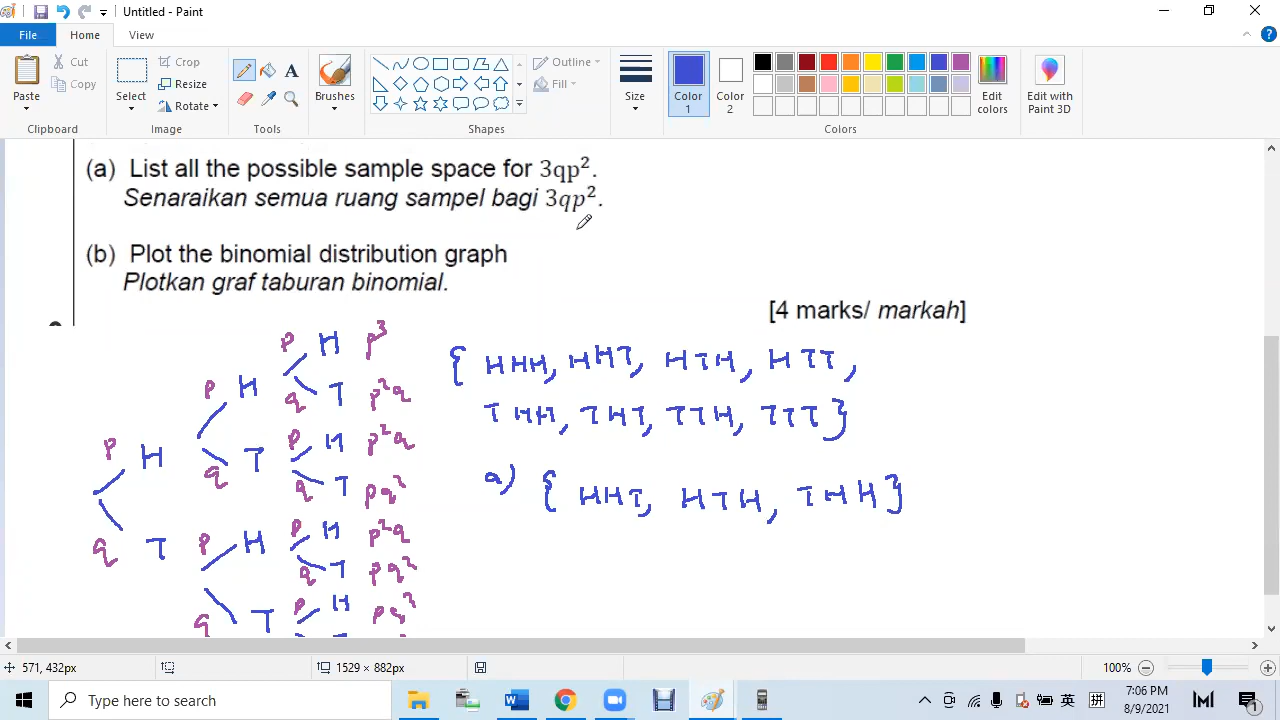 Untitled - Paint
File Home View
Paste Cut Copy Clipboard
Select Crop Resize Rotate Image
Tools
Brushes
Outline Fill Shapes
Size
Color 1 Color 2 Edit colors Colors
Edit with Paint 3D
(a) List all the possible sample space for 3qp².
Senaraikan semua ruang sampel bagi 3qp².
(b) Plot the binomial distribution graph
Plotkan graf taburan binomial.
[4 marks/ markah]
P H P³
P H
q T P²q
P H
P H P²q
q T
q T Pq²
P H P²q
P H
q T Pq²
q T
P H Pq²
q T
{ HHH, HHT, HTH, HTT,
THH, THT, TTH, TTT }
a) { HHT, HTH, THH }
571, 432px 1529 × 882px 100%
Type here to search 英 拼 7:06 PM
8/9/2021